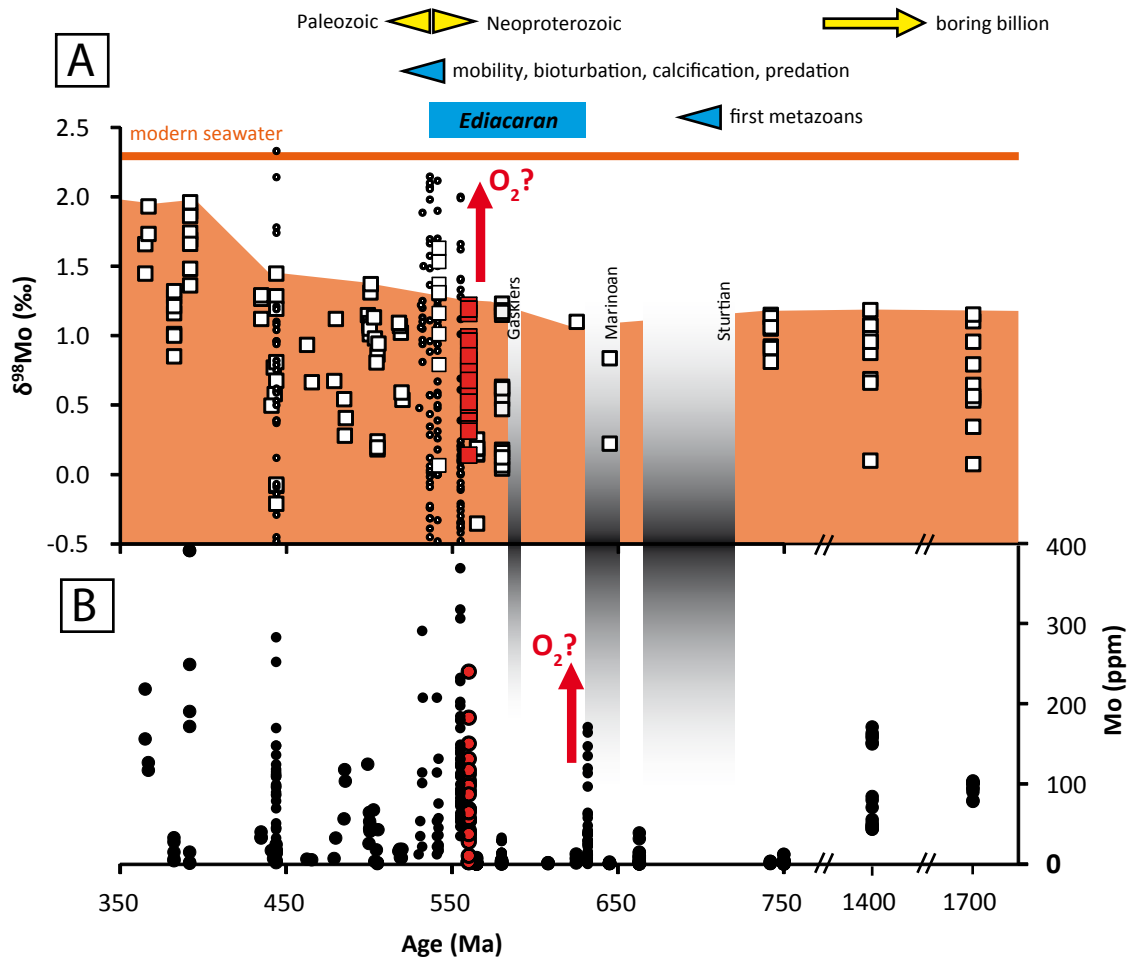 Paleozoic
Neoproterozoic
boring billion
A
mobility, bioturbation, calcification, predation
Ediacaran
first metazoans
2.5
modern seawater
2.0
O2?
1.5
Gaskiers
Marinoan
Sturtian
1.0
δ98Mo (‰)
0.5
0.0
-0.5
400
B
300
O2?
200
Mo (ppm)
100
0
350
450
550
650
750
1400
1700
Age (Ma)